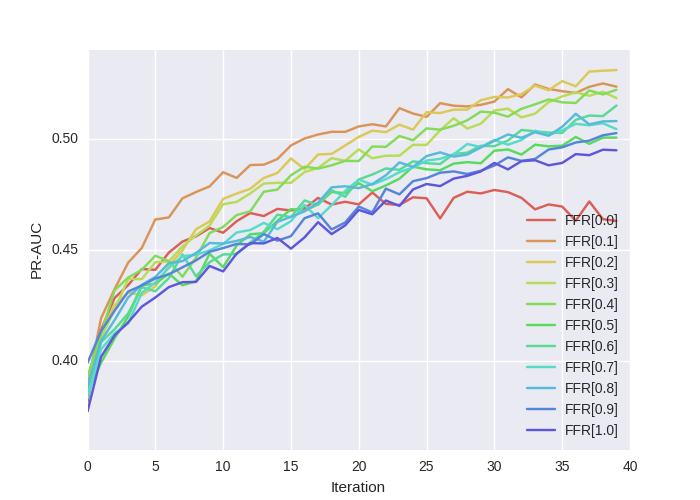 0.50
0.45
0.40
PR-AUC
0 5 10 15 20 25 30 35 40
Iteration
FFR[0.0]
FFR[0.1]
FFR[0.2]
FFR[0.3]
FFR[0.4]
FFR[0.5]
FFR[0.6]
FFR[0.7]
FFR[0.8]
FFR[0.9]
FFR[1.0]